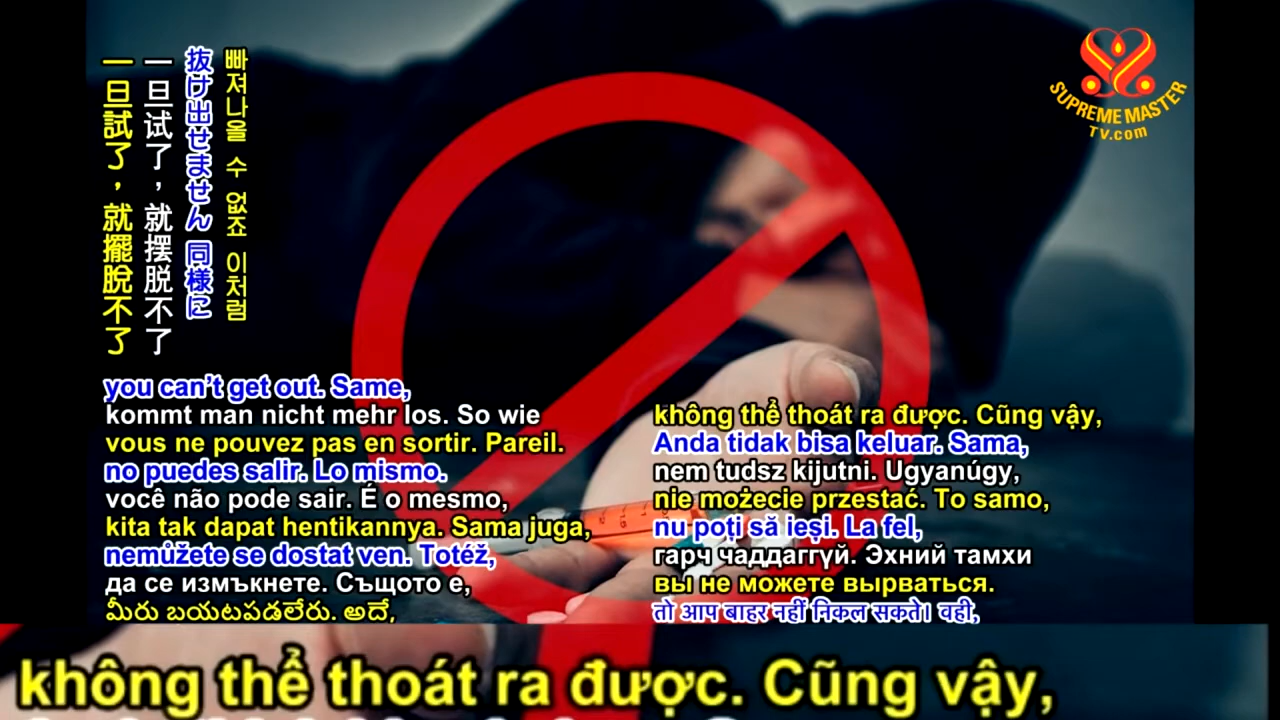 빠져나올 수 없죠 이처럼
抜け出せません 同様に
一旦试了，就摆脱不了
一旦試了，就擺脫不了
SUPREME MASTER
TV.com
you can’t get out. Same,
kommt man nicht mehr los. So wie
vous ne pouvez pas en sortir. Pareil.
no puedes salir. Lo mismo.
você não pode sair. É o mesmo,
kita tak dapat hentikannya. Sama juga,
nemůžete se dostat ven. Totéž,
да се измъкнете. Същото е,
మీరు బయటపడలేరు. అదే,
không thể thoát ra được. Cũng vậy,
Anda tidak bisa keluar. Sama,
nem tudsz kijutni. Ugyanúgy,
nie możecie przestać. To samo,
nu poți să ieși. La fel,
гарч чаддаггүй. Эхний тамхи
вы не можете вырваться.
तो आप बाहर नहीं निकल सकते। वही,
không thể thoát ra được. Cũng vậy,